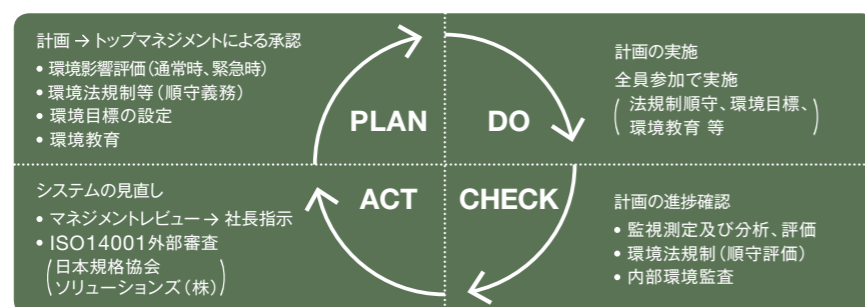 計画 → トップマネジメントによる承認
• 環境影響評価（通常時、緊急時）
• 環境法規制等（順守義務）
• 環境目標の設定
• 環境教育
PLAN
DO
計画の実施
全員参加で実施
（法規制順守、環境目標、
環境教育 等）
システムの見直し
• マネジメントレビュー → 社長指示
• ISO14001外部審査
（日本規格協会
ソリューションズ（株））
ACT
CHECK
計画の進捗確認
• 監視測定及び分析、評価
• 環境法規制（順守評価）
• 内部環境監査